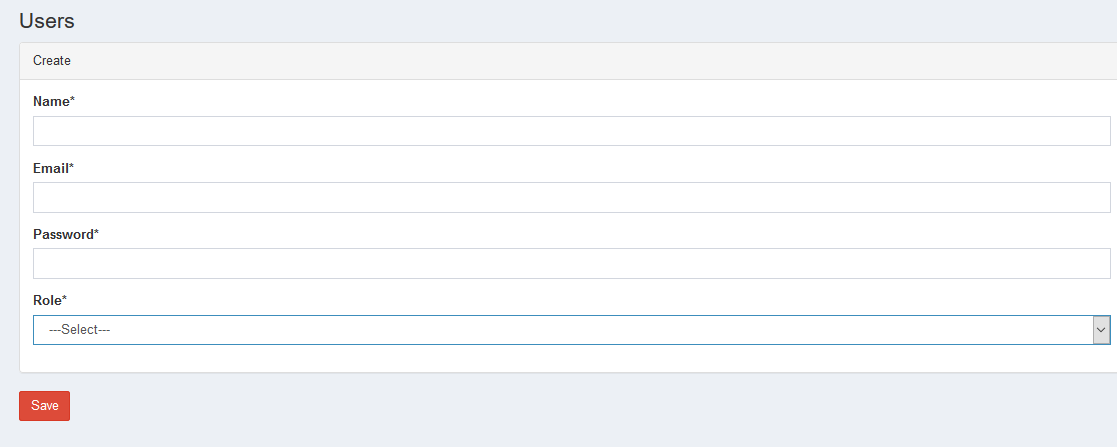 Users
Create
Name*
Email*
Password*
Role*
---Select---
Save